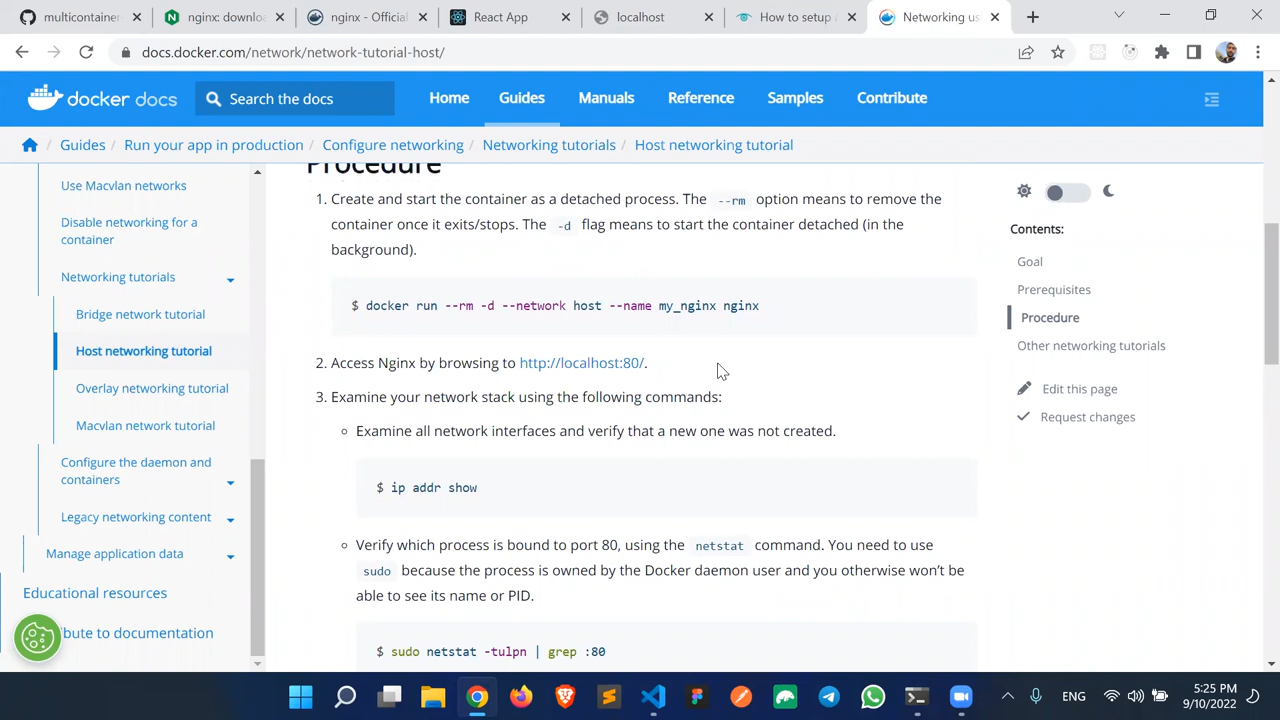 multicontainer
nginx: downlo
nginx - Officia
React App
localhost
How to setup
Networking us
docs.docker.com/network/network-tutorial-host/
docker docs
Search the docs
Home
Guides
Manuals
Reference
Samples
Contribute
Guides / Run your app in production / Configure networking / Networking tutorials / Host networking tutorial
Use Macvlan networks
Disable networking for a
container
Networking tutorials
Bridge network tutorial
Host networking tutorial
Overlay networking tutorial
Macvlan network tutorial
Configure the daemon and
containers
Legacy networking content
Manage application data
Educational resources
bute to documentation
Procedure
1. Create and start the container as a detached process. The --rm option means to remove the
container once it exits/stops. The -d flag means to start the container detached (in the
background).
$ docker run --rm -d --network host --name my_nginx nginx
2. Access Nginx by browsing to http://localhost:80/.
3. Examine your network stack using the following commands:
Examine all network interfaces and verify that a new one was not created.
$ ip addr show
Verify which process is bound to port 80, using the netstat command. You need to use
sudo because the process is owned by the Docker daemon user and you otherwise won't be
able to see its name or PID.
$ sudo netstat -tulpn | grep :80
Contents:
Goal
Prerequisites
Procedure
Other networking tutorials
Edit this page
Request changes
ENG
5:25 PM
9/10/2022